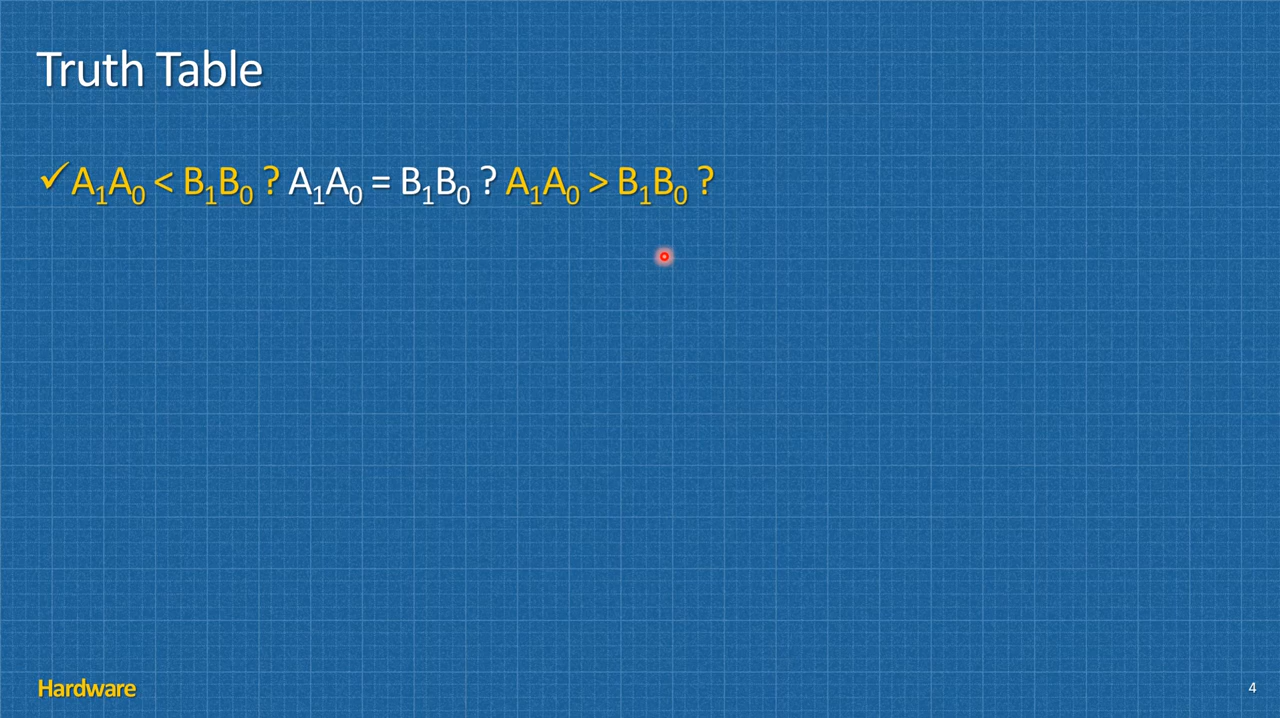 Truth Table
✓A₁A₀ < B₁B₀ ? A₁A₀ = B₁B₀ ? A₁A₀ > B₁B₀ ?
Hardware
4